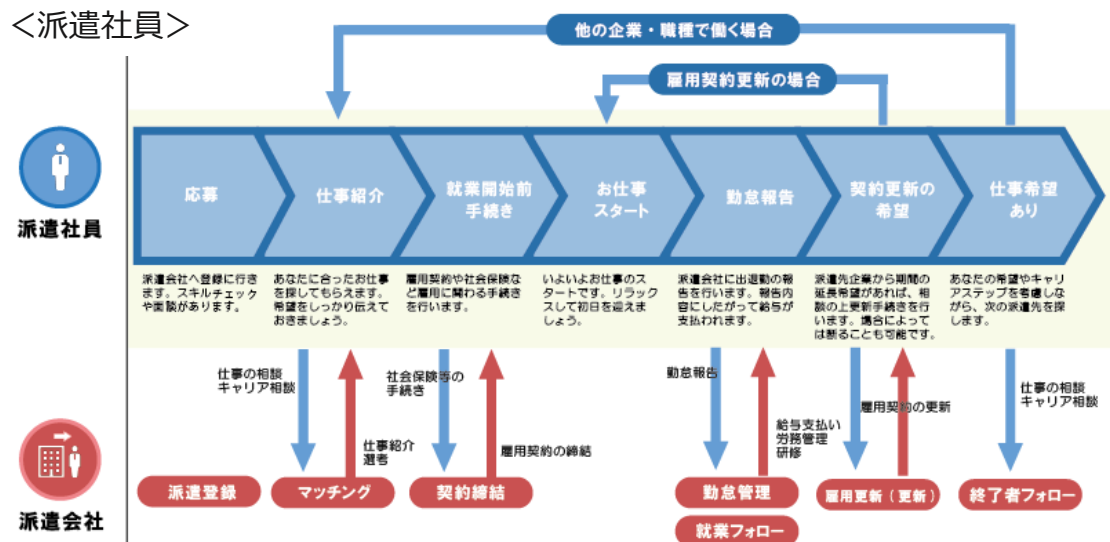 ＜派遣社員＞
他の企業・職種で働く場合
雇用契約更新の場合
派遣社員
応募
仕事紹介
就業開始前
手続き
お仕事
スタート
勤怠報告
契約更新の
希望
仕事希望
あり
派遣会社へ登録に行き
ます。スキルチェック
や面談があります。
あなたに合ったお仕事
を探してもらえます。
希望をしっかり伝えて
おきましょう。
雇用契約や社会保険な
ど雇用に関わる手続き
を行います。
いよいよお仕事のス
タートです。リラック
スして初日を迎えま
しょう。
派遣会社に出退勤の報
告を行います。報告内
容にしたがって給与が
支払われます。
派遣先企業から期間の
延長希望があれば、相
談の上更新手続きを行
います。場合によって
は断ることも可能です。
あなたの希望やキャリ
アステップを考慮しな
がら、次の派遣先を探
します。
仕事の相談
キャリア相談
仕事紹介
選考
社会保険等の
手続き
雇用契約の締結
勤怠報告
給与支払い
労務管理
研修
雇用契約の更新
仕事の相談
キャリア相談
派遣会社
派遣登録
マッチング
契約締結
勤怠管理
就業フォロー
雇用更新（更新）
終了者フォロー